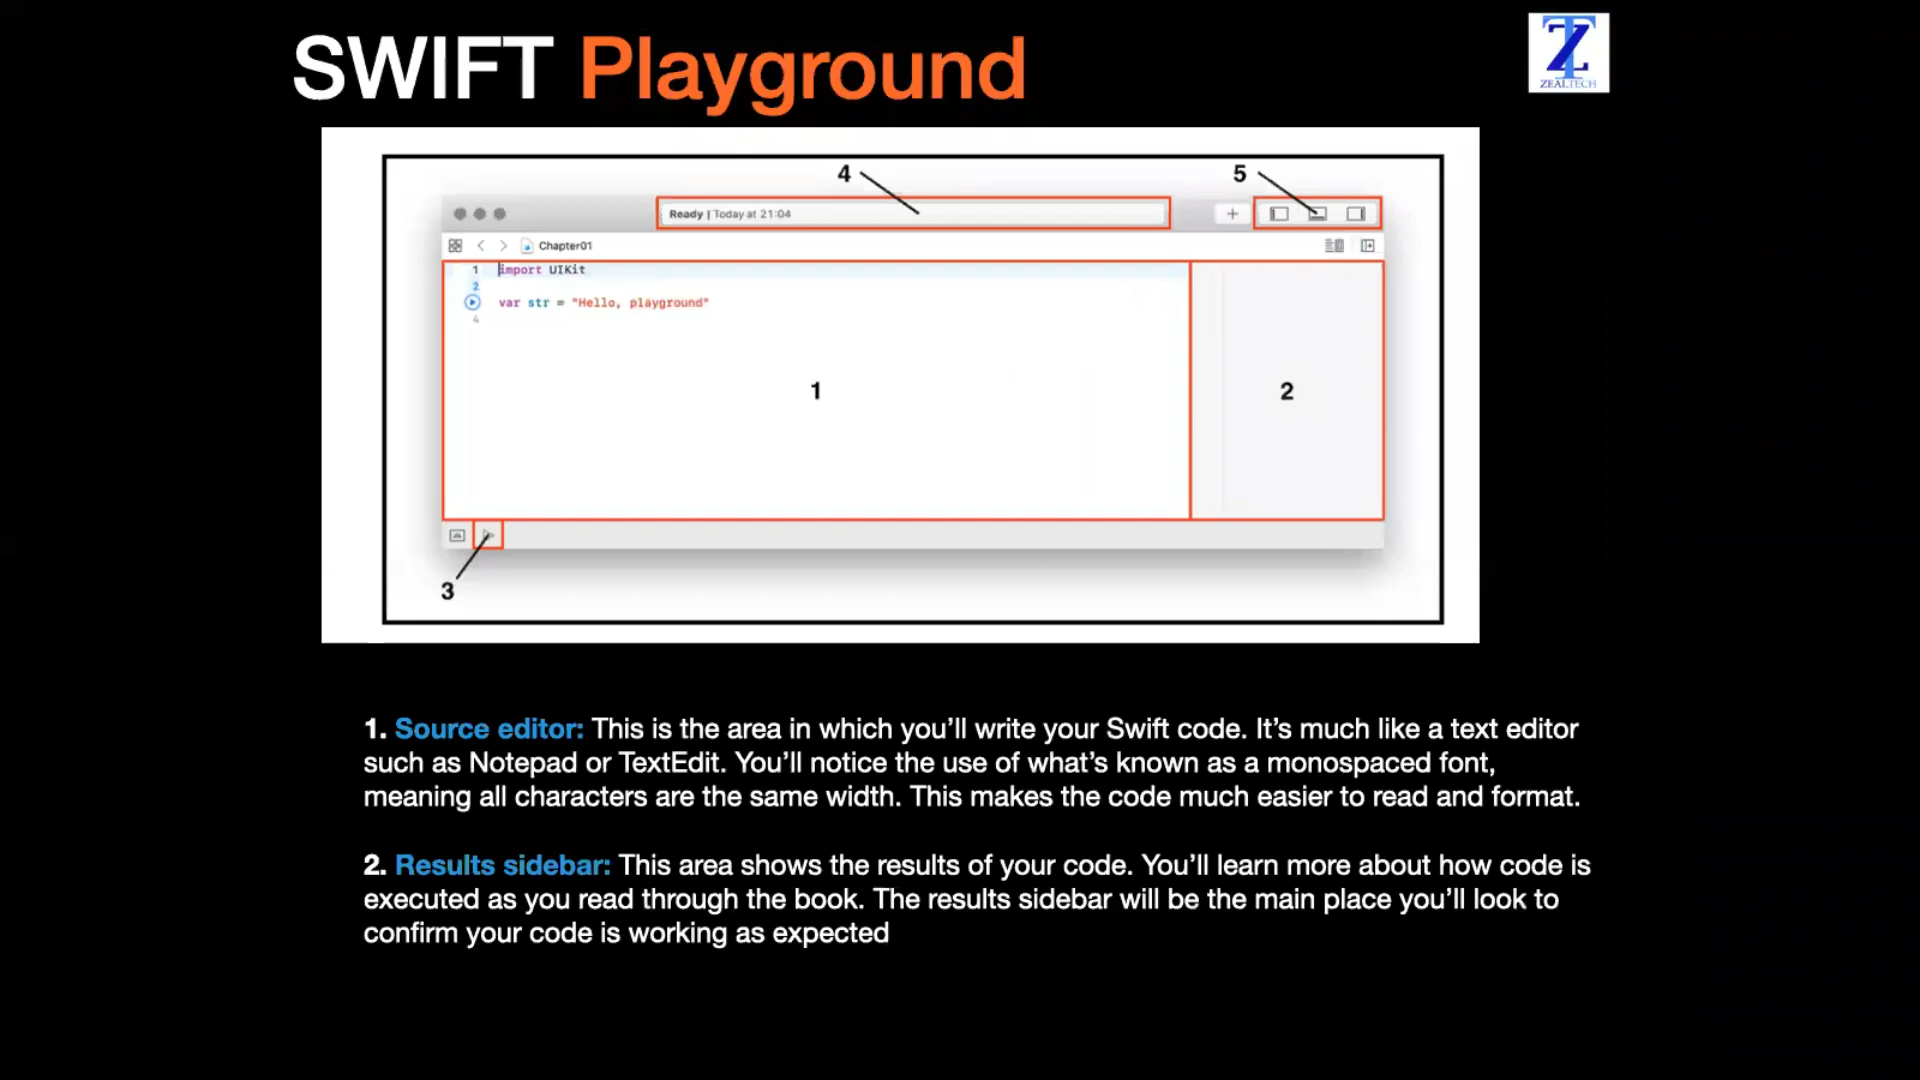 SWIFT Playground
ZT
ZEALTECH
4
5
Ready | Today at 21:04
Chapter01
1 import UIKit
2
var str = "Hello, playground"
4
1
2
3
1. Source editor: This is the area in which you’ll write your Swift code. It’s much like a text editor
such as Notepad or TextEdit. You’ll notice the use of what’s known as a monospaced font,
meaning all characters are the same width. This makes the code much easier to read and format.
2. Results sidebar: This area shows the results of your code. You’ll learn more about how code is
executed as you read through the book. The results sidebar will be the main place you’ll look to
confirm your code is working as expected